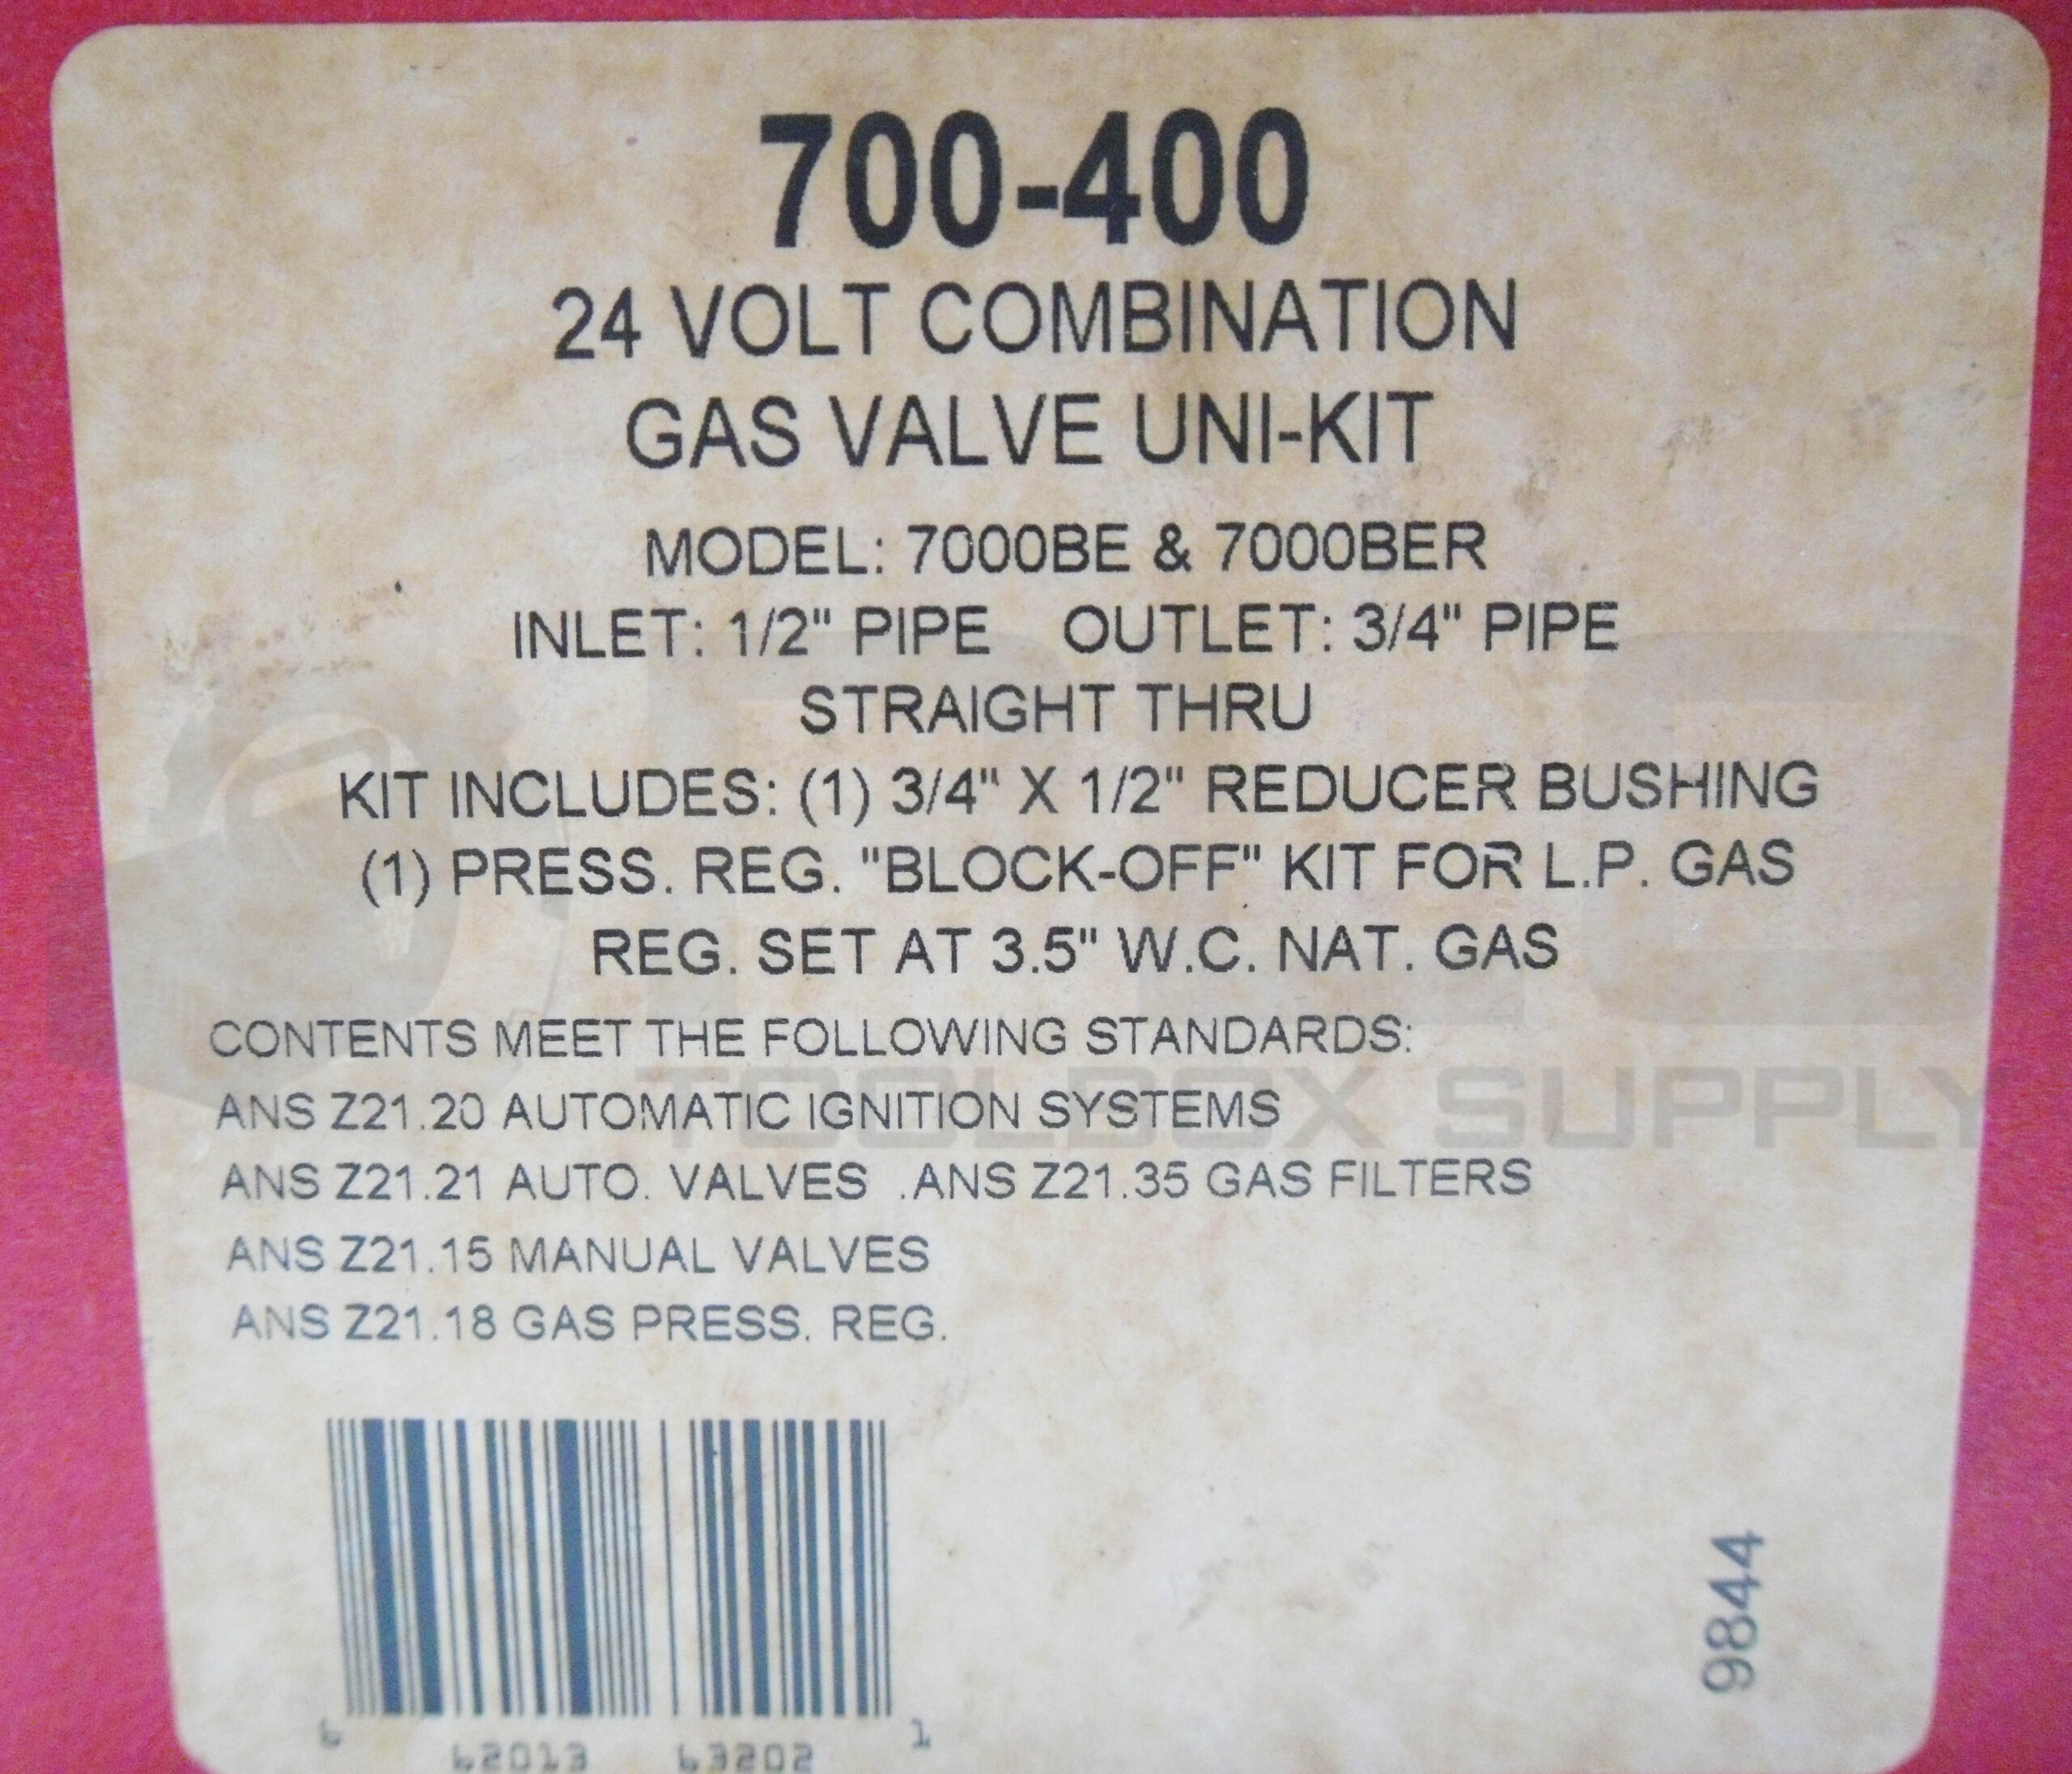 700-400
24 VOLT COMBINATION
GAS VALVE UNI-KIT
MODEL: 7000BE & 7000BER
INLET: 1/2" PIPE OUTLET: 3/4" PIPE
STRAIGHT THRU
KIT INCLUDES: (1) 3/4" X 1/2" REDUCER BUSHING
(1) PRESS. REG. "BLOCK-OFF" KIT FOR L.P. GAS
REG. SET AT 3.5" W.C. NAT. GAS
CONTENTS MEET THE FOLLOWING STANDARDS:
TOOLBOX SUPPLY
ANS Z21.20 AUTOMATIC IGNITION SYSTEMS
ANS Z21.21 AUTO. VALVES .ANS Z21.35 GAS FILTERS
ANS Z21.15 MANUAL VALVES
ANS Z21.18 GAS PRESS. REG.
9844
6 62013 63202 1